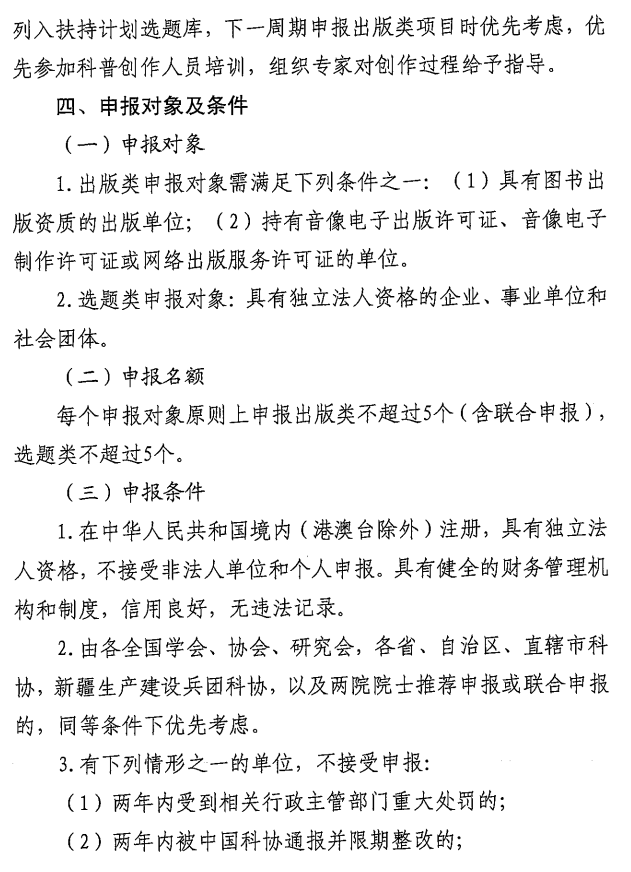 列入扶持计划选题库，下一周期申报出版类项目时优先考虑，优
先参加科普创作人员培训，组织专家对创作过程给予指导。
四、申报对象及条件
（一）申报对象
1.出版类申报对象需满足下列条件之一：（1）具有图书出
版资质的出版单位；（2）持有音像电子出版许可证、音像电子
制作许可证或网络出版服务许可证的单位。
2.选题类申报对象：具有独立法人资格的企业、事业单位和
社会团体。
（二）申报名额
每个申报对象原则上申报出版类不超过5个（含联合申报），
选题类不超过5个。
（三）申报条件
1.在中华人民共和国境内（港澳台除外）注册，具有独立法
人资格，不接受非法人单位和个人申报。具有健全的财务管理机
构和制度，信用良好，无违法记录。
2.由各全国学会、协会、研究会，各省、自治区、直辖市科
协，新疆生产建设兵团科协，以及两院院士推荐申报或联合申报
的，同等条件下优先考虑。
3.有下列情形之一的单位，不接受申报：
（1）两年内受到相关行政主管部门重大处罚的；
（2）两年内被中国科协通报并限期整改的；